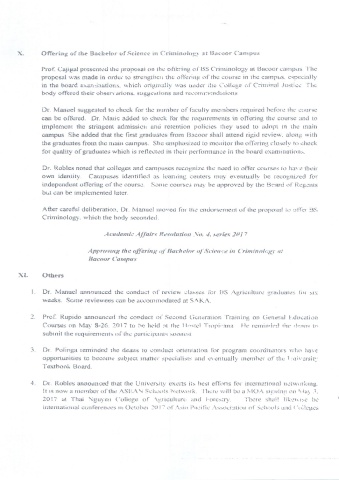 X. Offering of the Bachelor of Science in Criminology at Bacoor Campus
Prof. Cajigal presented the proposal on the offering of BS Criminology at Bacoor campus. The
proposal was made in order to strengthen the offering of the course in the campus, especially
in the board examinations, which originally was under the College of Criminal Justice. The
body offered their observations, suggestions and recommendations.
Dr. Manuel suggested to check for the number of faculty members required before the course
can be offered. Dr. Mauc added to check for the requirements in offering the course and to
implement the stringent admission and retention policies they used to adopt in the main
campus. She added that the first graduates from Bacoor shall attend rigid review, along with
the graduates from the main campus. She emphasized to monitor the offering closely to check
for quality of graduates which is reflected in their performance in the board examinations.
Dr. Robles noted that colleges and campuses recognize the need to offer courses to have their
own identity. Campuses identified as learning centers may eventually be recognized for
independent offering of the course. Some courses may be approved by the Board of Regents
but can be implemented later.
After careful deliberation, Dr. Manuel moved for the endorsement of the proposal to offer BS
Criminology, which the body seconded.
Academic Affairs Resolution No. 4, series 2017
Approving the offering of Bachelor of Science in Criminology at
Bacoor Campus
XI. Others
1. Dr. Manuel announced the conduct of review classes for BS Agriculture graduates for six
weeks. Some reviewees can be accommodated at SAKA.
2. Prof. Rupido announced the conduct of Second Generation Training on General Education
Courses on May 8-26, 2017 to be held at the Hotel Tropicana. He reminded the deans to
submit the requirements of the participants soonest.
3. Dr. reminded the deans to conduct orientation for program coordinators who have
opportunities to become subject matter specialists and eventually member of the University
Textbook Board.
4. Dr. Robles announced that the University exerts its best efforts for international networking.
It is now a member of the ASEAN Schools Network. There will be a MOA signing on May 3,
2017 at Thai Nguyen College of Agriculture and Forestry. There shall likewise be
international conferences in October 2017 of Asia Pacific Association of Schools and Colleges